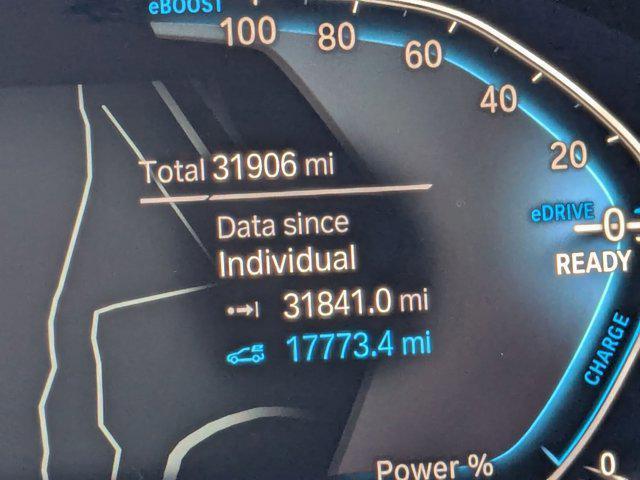 eBOOST
100
80
60
40
20
Total 31906 mi
eDRIVE
0
READY
Data since
Individual
31841.0 mi
17773.4 mi
CHARGE
Power %
0